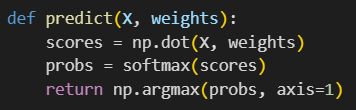 def predict(X, weights):
    scores = np.dot(X, weights)
    probs = softmax(scores)
    return np.argmax(probs, axis=1)